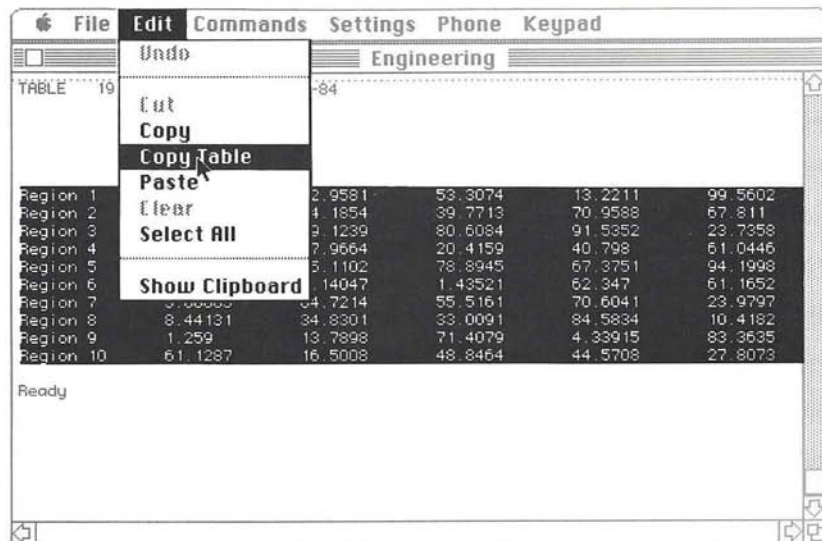 File Edit Commands Settings Phone Keypad
Engineering
Undo
Cut
Copy
Copy Table
Paste
Clear
Select All
Show Clipboard
TABLE 19 -84
Region 1 2.9581 53.3074 13.2211 99.5602
Region 2 4.1854 39.7713 70.9588 67.811
Region 3 9.1239 80.6084 91.5352 23.7358
Region 4 7.9664 20.4159 40.798 61.0446
Region 5 5.1102 78.8945 67.3751 94.1998
Region 6 .14047 1.43521 62.347 61.1652
Region 7 4.7214 55.5161 70.6041 23.9797
Region 8 8.44131 34.8301 33.0091 84.5834 10.4182
Region 9 1.259 13.7898 71.4079 4.33915 83.3635
Region 10 61.1287 16.5008 48.8464 44.5708 27.8073
Ready